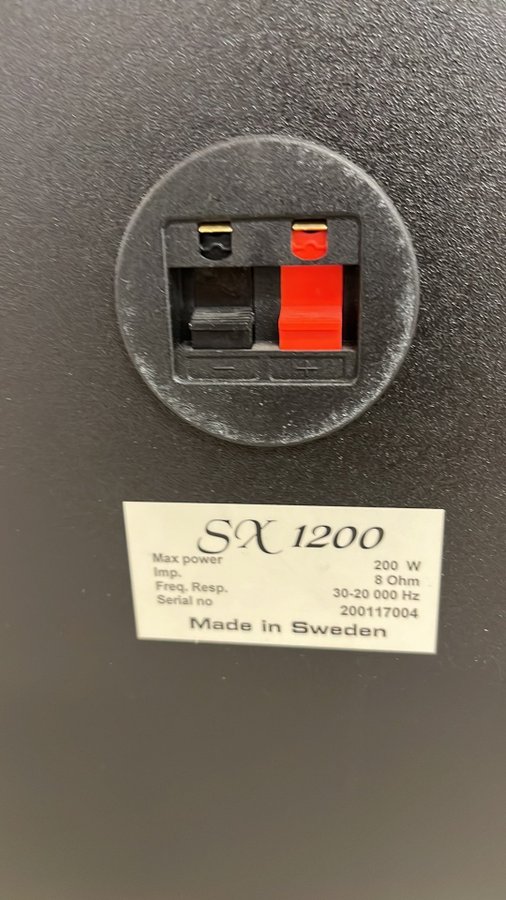 − +
SX 1200
Max power 200 W
Imp. 8 Ohm
Freq. Resp. 30-20 000 Hz
Serial no 200117004
Made in Sweden